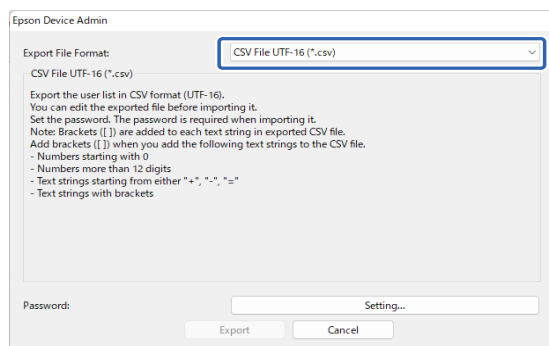 Epson Device Admin
Export File Format: CSV File UTF-16 (*.csv)
CSV File UTF-16 (*.csv)
Export the user list in CSV format (UTF-16).
You can edit the exported file before importing it.
Set the password. The password is required when importing it.
Note: Brackets ([ ]) are added to each text string in exported CSV file.
Add brackets ([ ]) when you add the following text strings to the CSV file.
- Numbers starting with 0
- Numbers more than 12 digits
- Text strings starting from either "+", "-", "="
- Text strings with brackets
Password: Setting...
Export Cancel